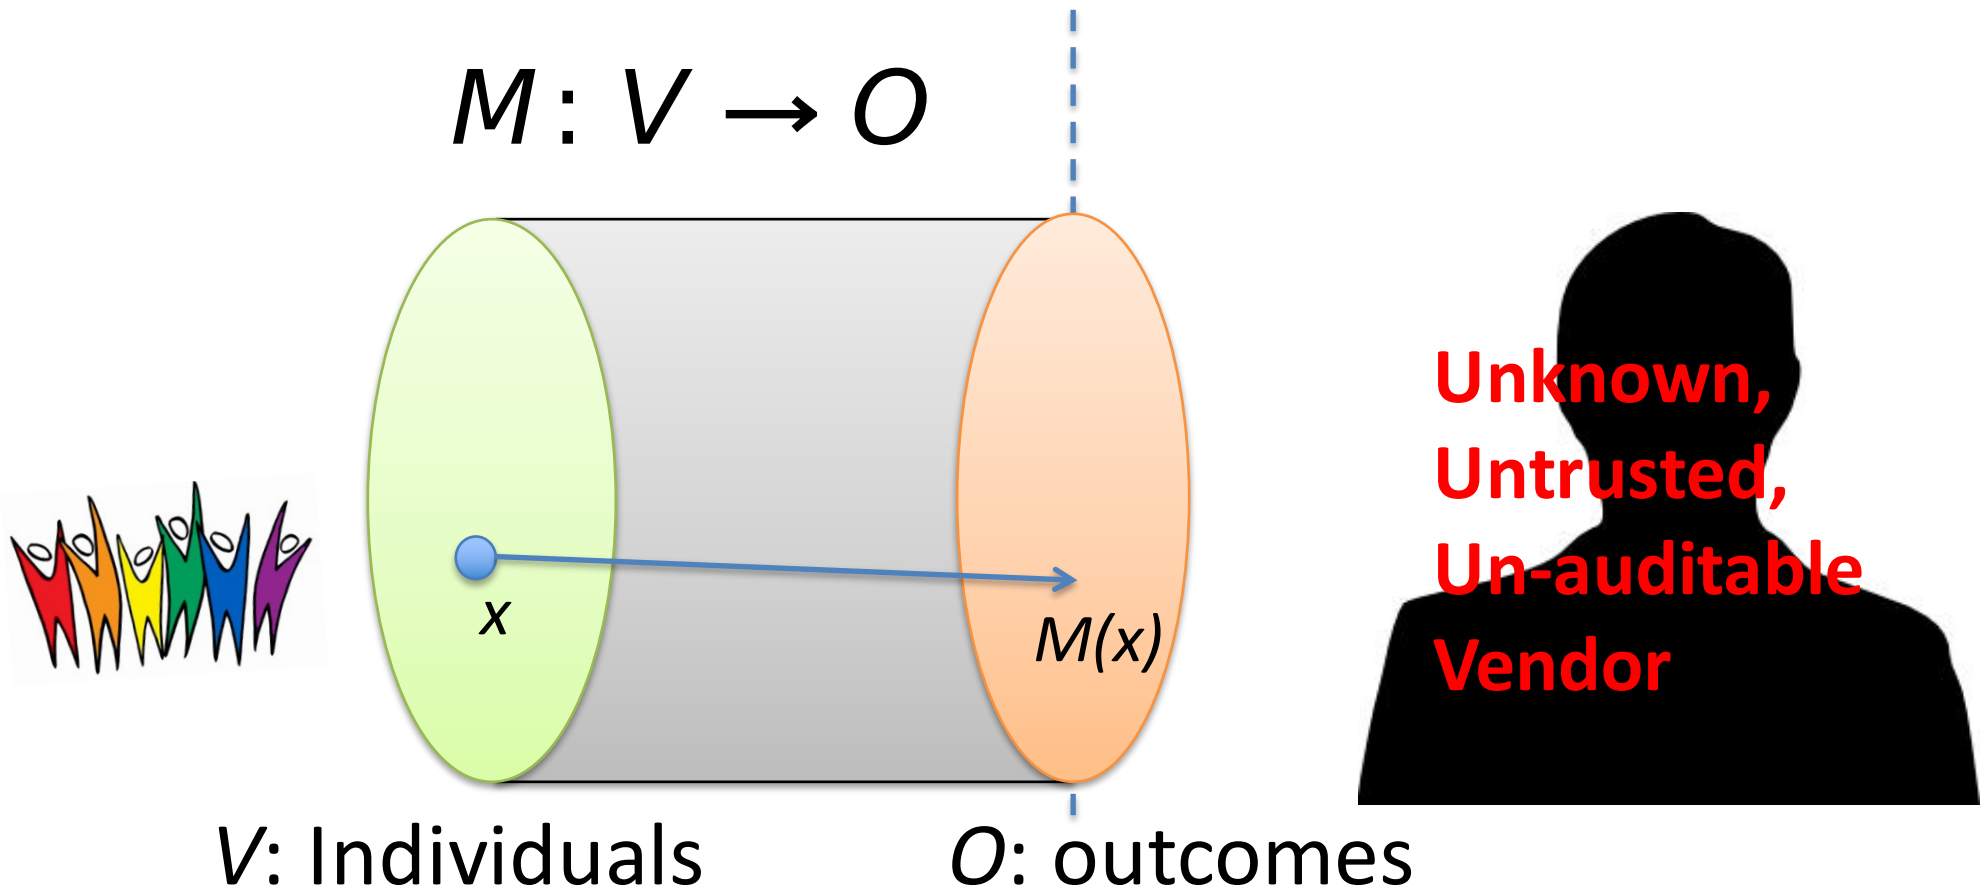 M: V → O
x
M(x)
Unknown,
Untrusted,
Un-auditable
Vendor
V: Individuals
O: outcomes